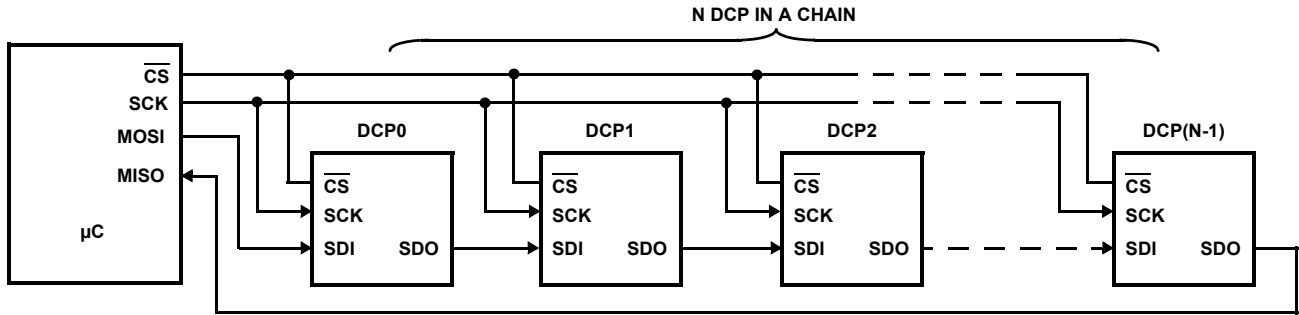 N DCP IN A CHAIN
CS
SCK
MOSI
MISO
µC
DCP0
CS
SCK
SDI SDO
DCP1
CS
SCK
SDI SDO
DCP2
CS
SCK
SDI SDO
DCP(N-1)
CS
SCK
SDI SDO